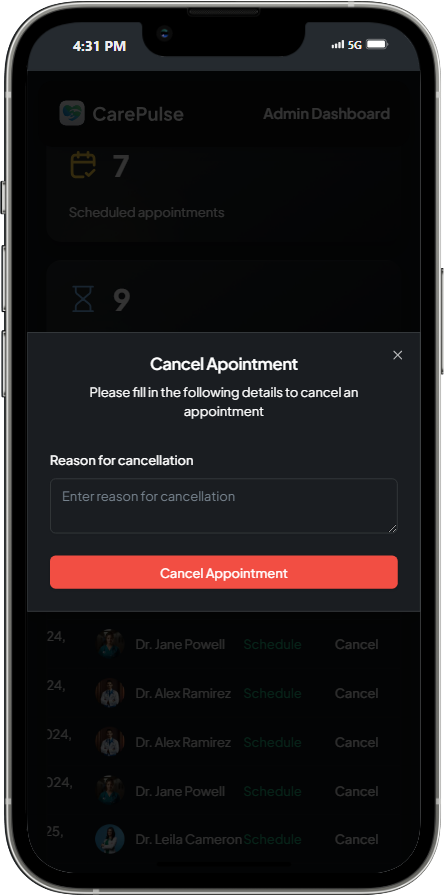 4:31 PM 5G
CarePulse Admin Dashboard
7
Scheduled appointments
9
Cancel Apointment
Please fill in the following details to cancel an
appointment
Reason for cancellation
Enter reason for cancellation
Cancel Appointment
24, Dr. Jane Powell Schedule Cancel
24, Dr. Alex Ramirez Schedule Cancel
024, Dr. Alex Ramirez Schedule Cancel
024, Dr. Jane Powell Schedule Cancel
25, Dr. Leila Cameron Schedule Cancel